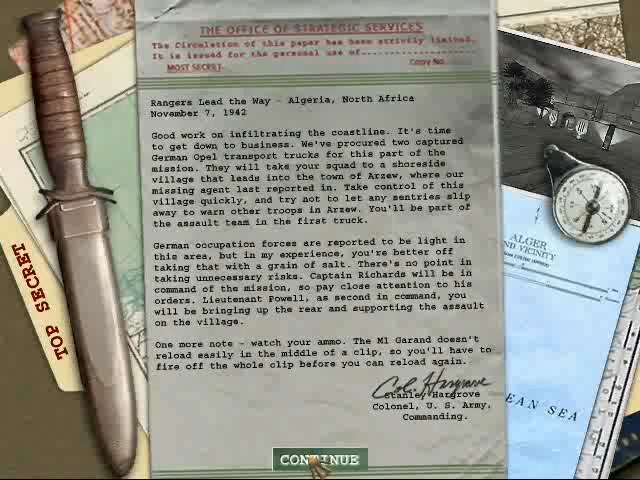 THE OFFICE OF STRATEGIC SERVICES
The Circulation of this paper has been strictly limited.
It is issued for the personal use of
MOST SECRET.
Copy No.
Rangers Lead the Way - Algeria, North Africa
November 7, 1942
Good work on infiltrating the coastline. It's time
to get down to business. We've procured two captured
German Opel transport trucks for this part of the
mission. They will take your squad to a shoreside
village that leads into the town of Arzew, where our
missing agent last reported in. Take control of this
village quickly, and try not to let any sentries slip
away to warn other troops in Arzew. You'll be part of
the assault team in the first truck.
German occupation forces are reported to be light in
this area, but in my experience, you're better off
taking that with a grain of salt. There's no point in
taking unnecessary risks. Captain Richards will be in
command of the mission, so pay close attention to his
orders. Lieutenant Powell, as second in command, you
will be bringing up the rear and supporting the assault
on the village.
One more note - watch your ammo. The M1 Garand doesn't
reload easily in the middle of a clip, so you'll have to
fire off the whole clip before you can reload again.
Col. Hargrove
Stanley Hargrove
Colonel, U. S. Army,
Commanding.
CONTINUE
TOP SECRET
ALGER
AND VICINITY
EAN SEA